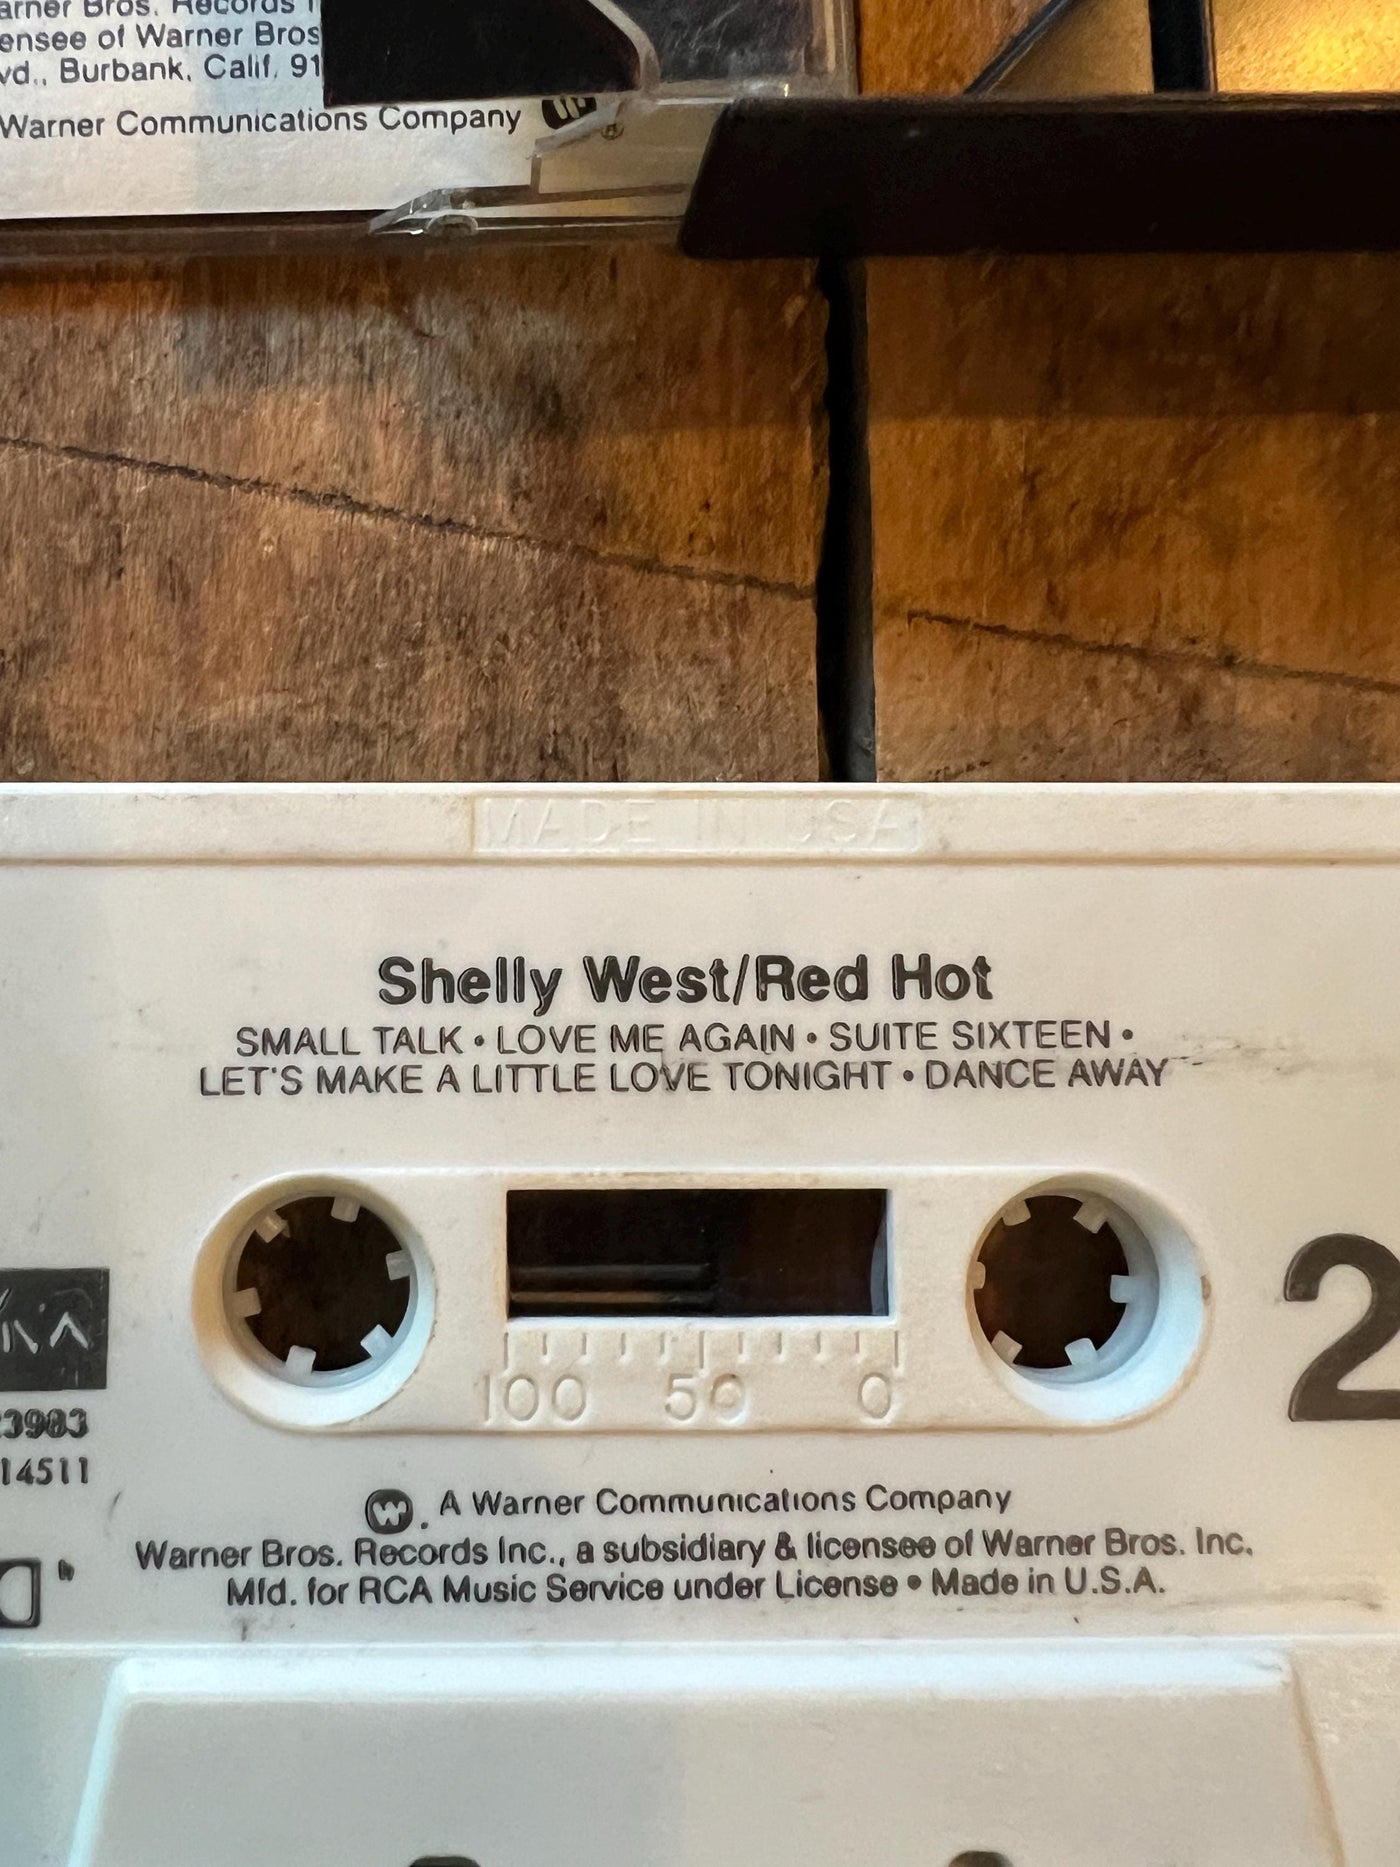 arner Bros. Records
ensee of Warner Bros
vd., Burbank, Calif. 91
Warner Communications Company
MADE IN USA
Shelly West/Red Hot
SMALL TALK • LOVE ME AGAIN • SUITE SIXTEEN •
LET'S MAKE A LITTLE LOVE TONIGHT • DANCE AWAY
2
100 50 0
23983
14511
W. A Warner Communications Company
Warner Bros. Records Inc., a subsidiary & licensee of Warner Bros. Inc.
Mfd. for RCA Music Service under License • Made in U.S.A.